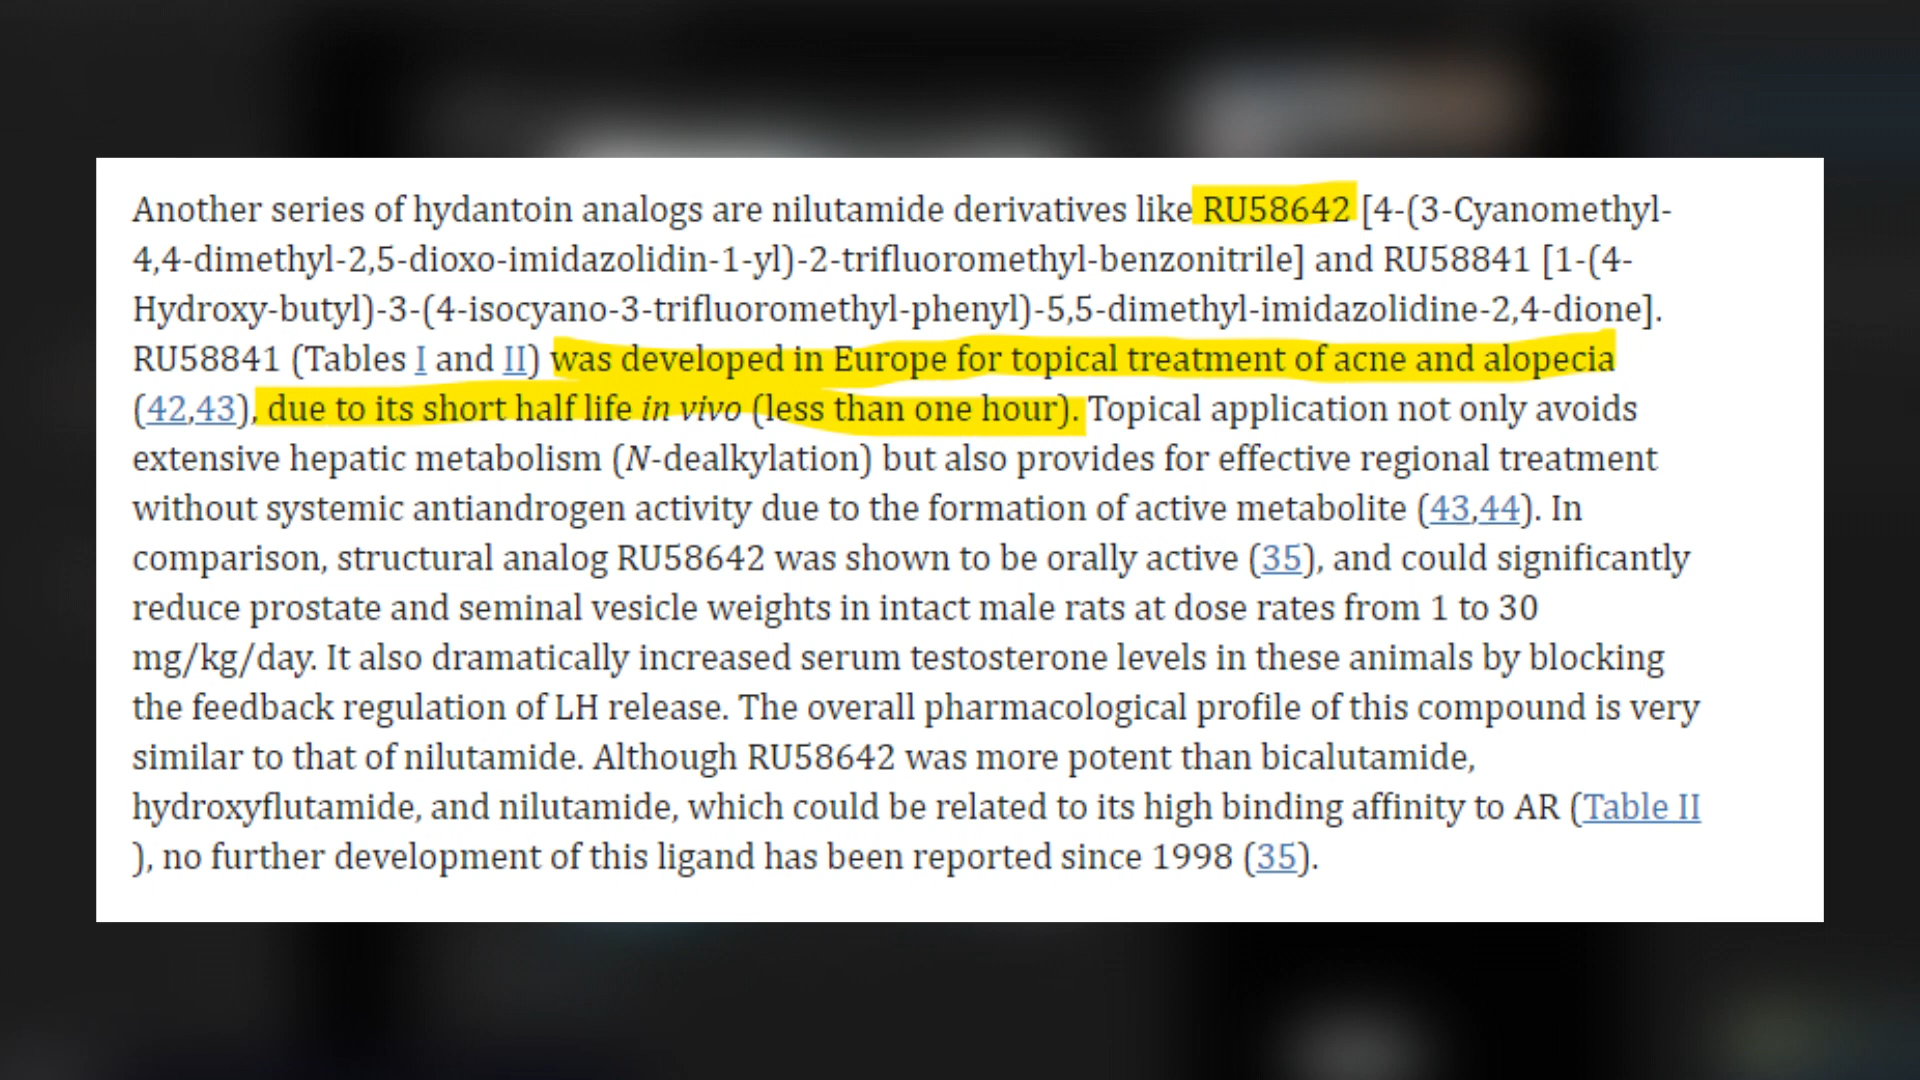 Another series of hydantoin analogs are nilutamide derivatives like RU58642 [4-(3-Cyanomethyl-
4,4-dimethyl-2,5-dioxo-imidazolidin-1-yl)-2-trifluoromethyl-benzonitrile] and RU58841 [1-(4-
Hydroxy-butyl)-3-(4-isocyano-3-trifluoromethyl-phenyl)-5,5-dimethyl-imidazolidine-2,4-dione].
RU58841 (Tables I and II) was developed in Europe for topical treatment of acne and alopecia
(42,43), due to its short half life in vivo (less than one hour). Topical application not only avoids
extensive hepatic metabolism (N-dealkylation) but also provides for effective regional treatment
without systemic antiandrogen activity due to the formation of active metabolite (43,44). In
comparison, structural analog RU58642 was shown to be orally active (35), and could significantly
reduce prostate and seminal vesicle weights in intact male rats at dose rates from 1 to 30
mg/kg/day. It also dramatically increased serum testosterone levels in these animals by blocking
the feedback regulation of LH release. The overall pharmacological profile of this compound is very
similar to that of nilutamide. Although RU58642 was more potent than bicalutamide,
hydroxyflutamide, and nilutamide, which could be related to its high binding affinity to AR (Table II
), no further development of this ligand has been reported since 1998 (35).